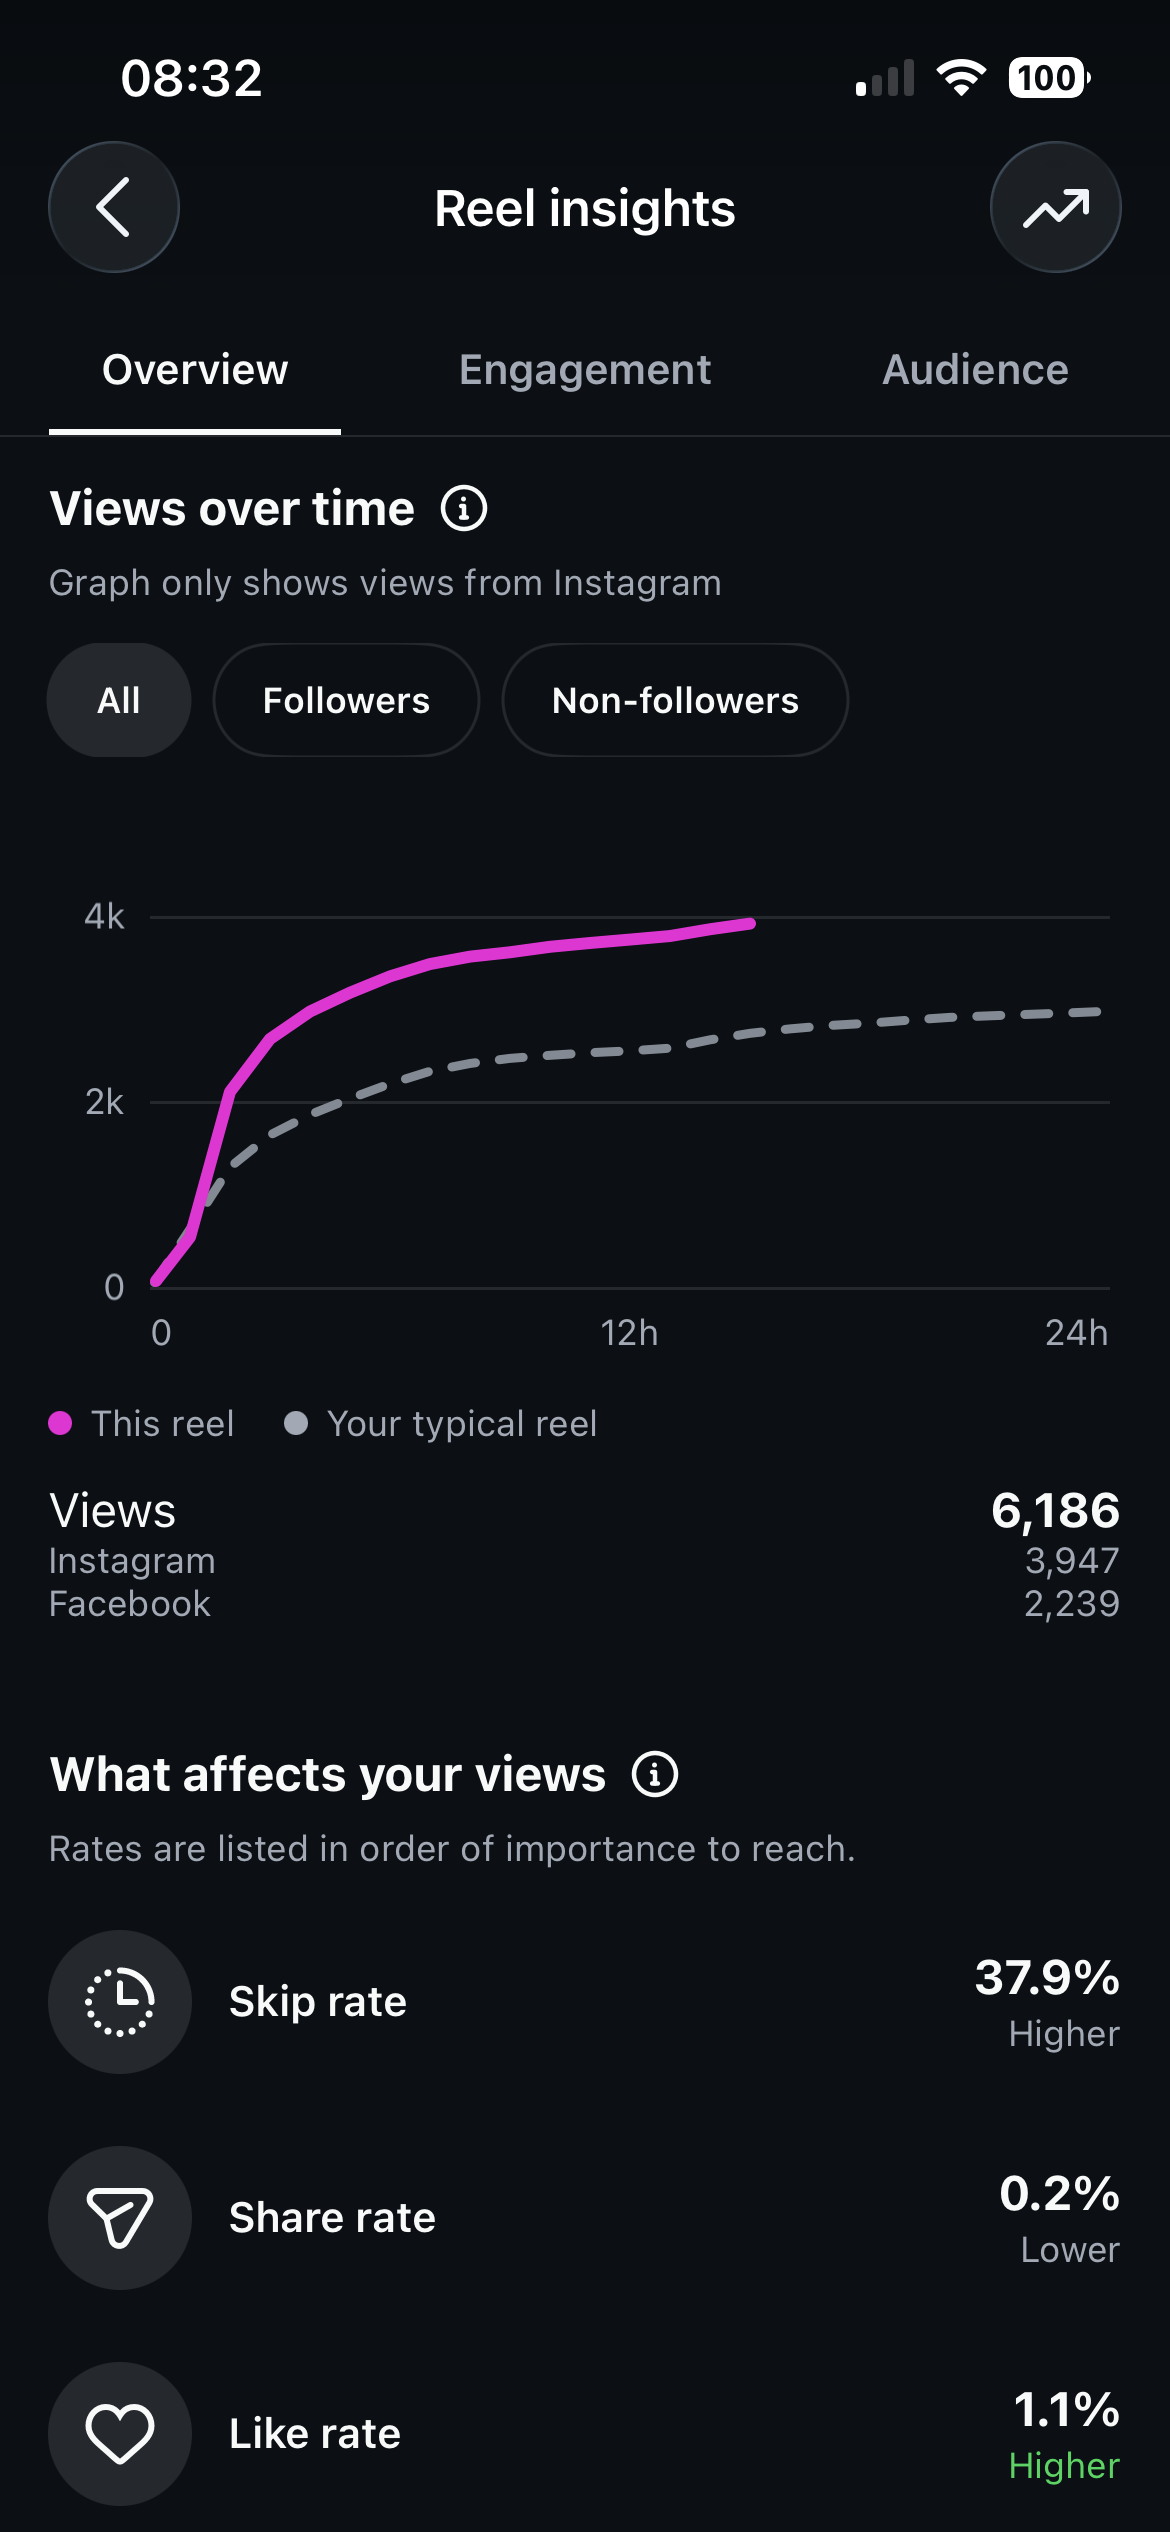 08:32
100
Reel insights
Overview Engagement Audience
Views over time
Graph only shows views from Instagram
All Followers Non-followers
4k
2k
0
0 12h 24h
This reel Your typical reel
Views 6,186
Instagram 3,947
Facebook 2,239
What affects your views
Rates are listed in order of importance to reach.
Skip rate 37.9%
Higher
Share rate 0.2%
Lower
Like rate 1.1%
Higher